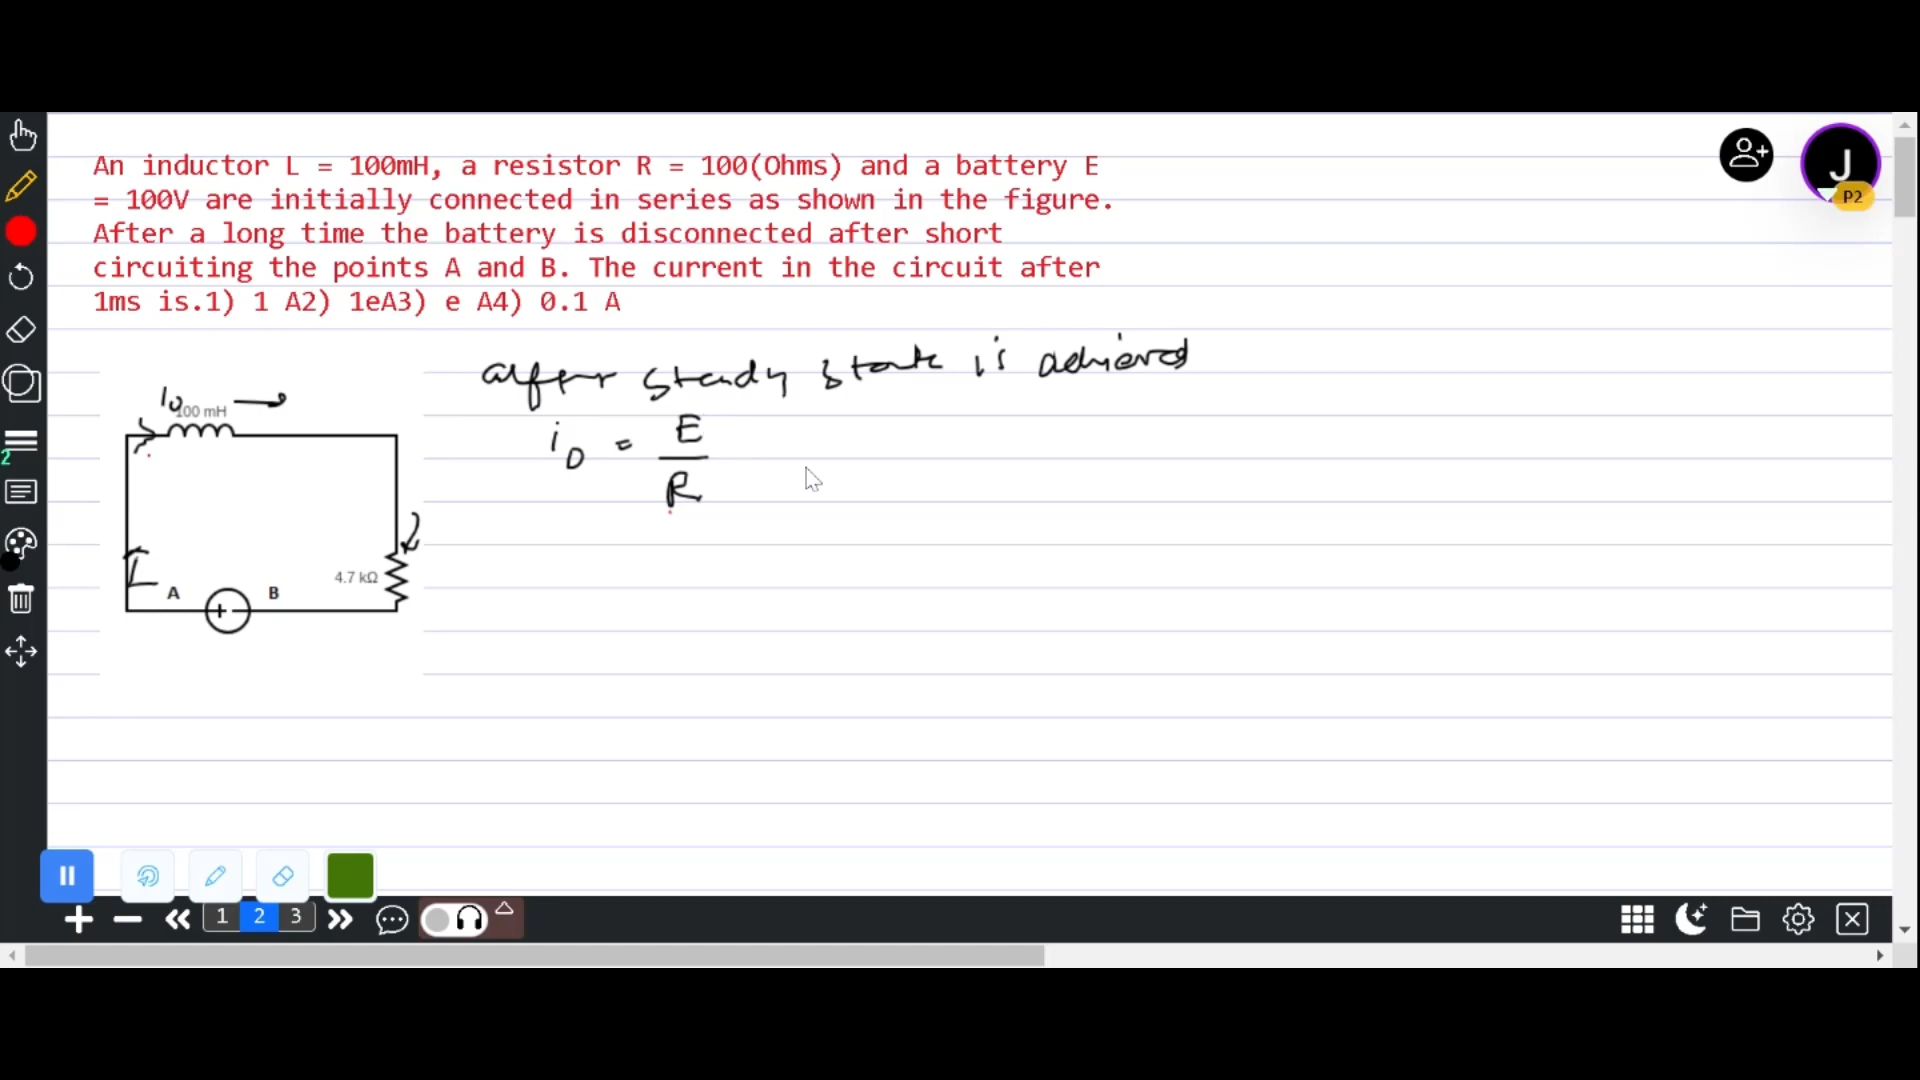 An inductor L = 100mH, a resistor R = 100(Ohms) and a battery E
= 100V are initially connected in series as shown in the figure.
After a long time the battery is disconnected after short
circuiting the points A and B. The current in the circuit after
1ms is.1) 1 A2) 1eA3) e A4) 0.1 A
J
P2
after steady state is achieved
i0 = E
R
I0
100 mH
4.7 kΩ
A + − B
2
1 2 3